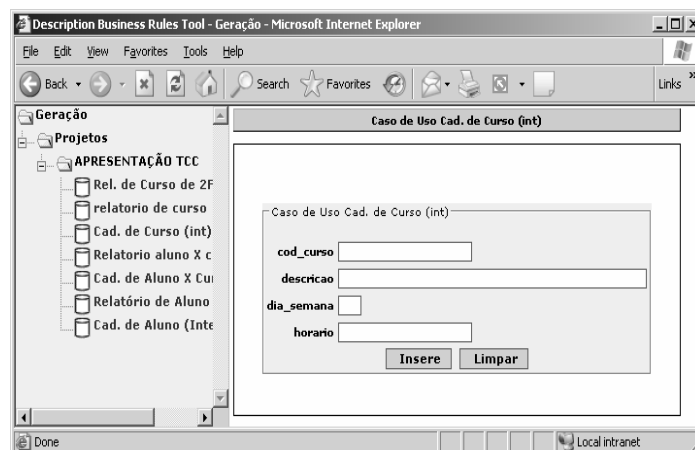 Description Business Rules Tool - Geração - Microsoft Internet Explorer
File Edit View Favorites Tools Help
Back Search Favorites Links »
Geração
Projetos
APRESENTAÇÃO TCC
Rel. de Curso de 2F
relatorio de curso
Cad. de Curso (int)
Relatorio aluno X c
Cad. de Aluno X Cur
Relatório de Aluno
Cad. de Aluno (Inte
Caso de Uso Cad. de Curso (int)
Caso de Uso Cad. de Curso (int)
cod_curso
descricao
dia_semana
horario
Insere Limpar
Done Local intranet